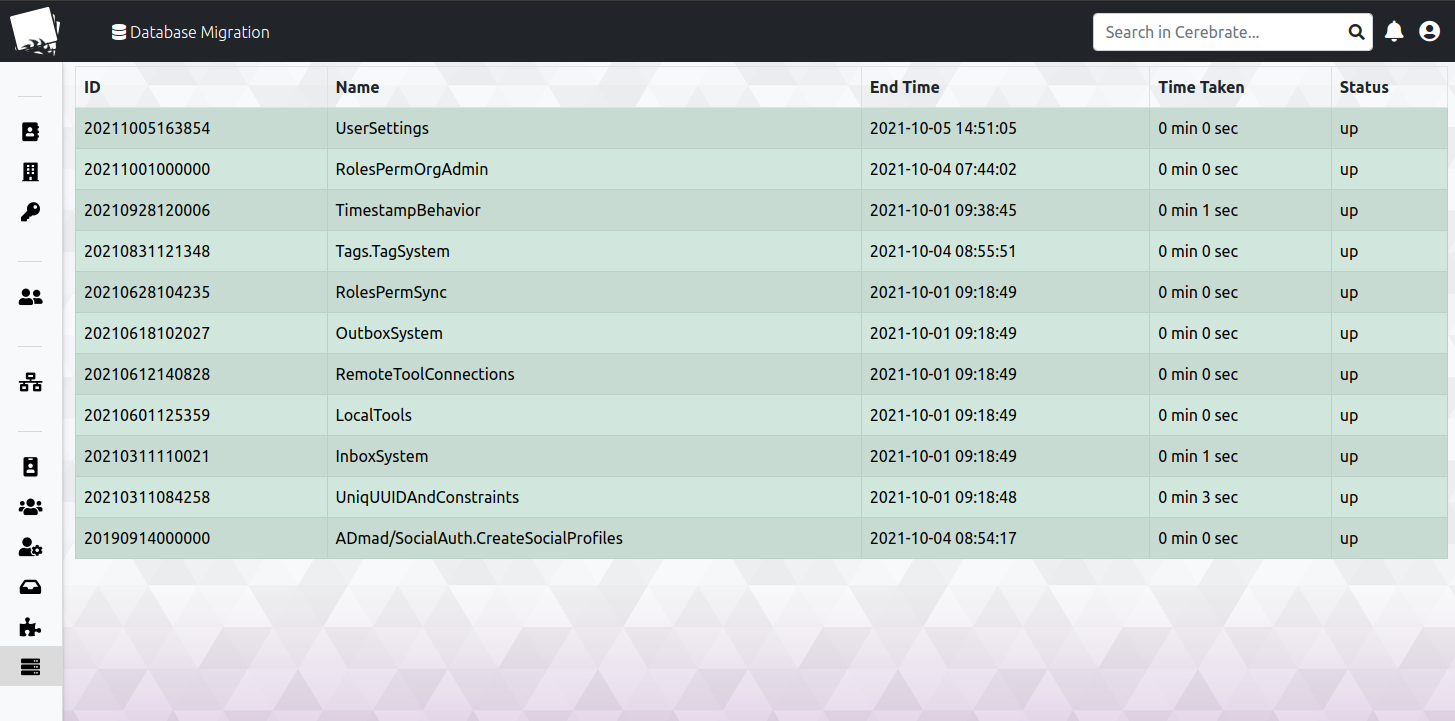 Database Migration Search in Cerebrate...
ID Name End Time Time Taken Status
20211005163854 UserSettings 2021-10-05 14:51:05 0 min 0 sec up
20211001000000 RolesPermOrgAdmin 2021-10-04 07:44:02 0 min 0 sec up
20210928120006 TimestampBehavior 2021-10-01 09:38:45 0 min 1 sec up
20210831121348 Tags.TagSystem 2021-10-04 08:55:51 0 min 0 sec up
20210628104235 RolesPermSync 2021-10-01 09:18:49 0 min 0 sec up
20210618102027 OutboxSystem 2021-10-01 09:18:49 0 min 0 sec up
20210612140828 RemoteToolConnections 2021-10-01 09:18:49 0 min 0 sec up
20210601125359 LocalTools 2021-10-01 09:18:49 0 min 0 sec up
20210311110021 InboxSystem 2021-10-01 09:18:49 0 min 1 sec up
20210311084258 UniqUUIDAndConstraints 2021-10-01 09:18:48 0 min 3 sec up
20190914000000 ADmad/SocialAuth.CreateSocialProfiles 2021-10-04 08:54:17 0 min 0 sec up